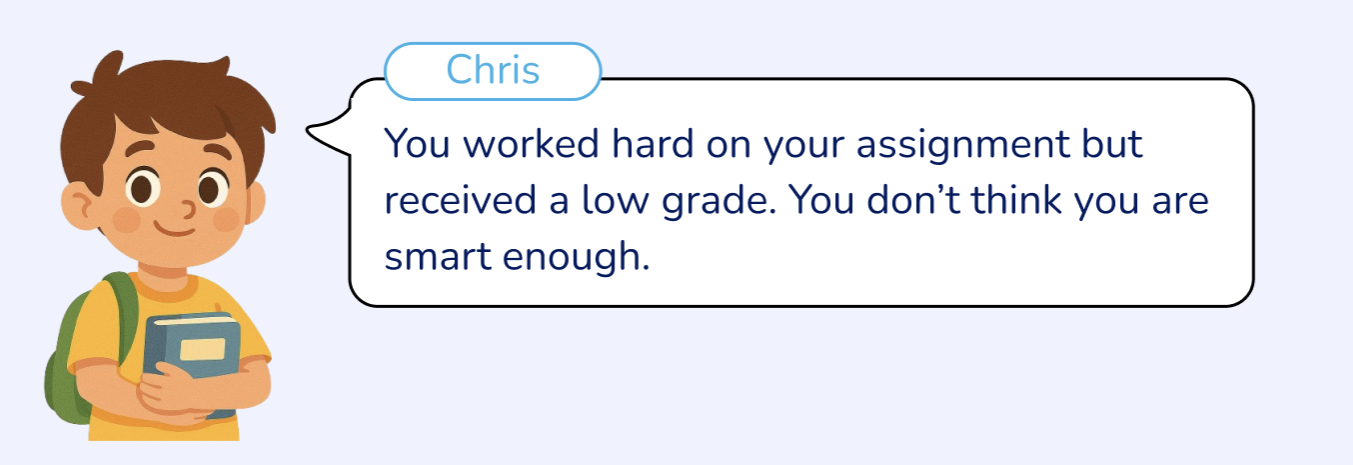 Chris
You worked hard on your assignment but
received a low grade. You don’t think you are
smart enough.